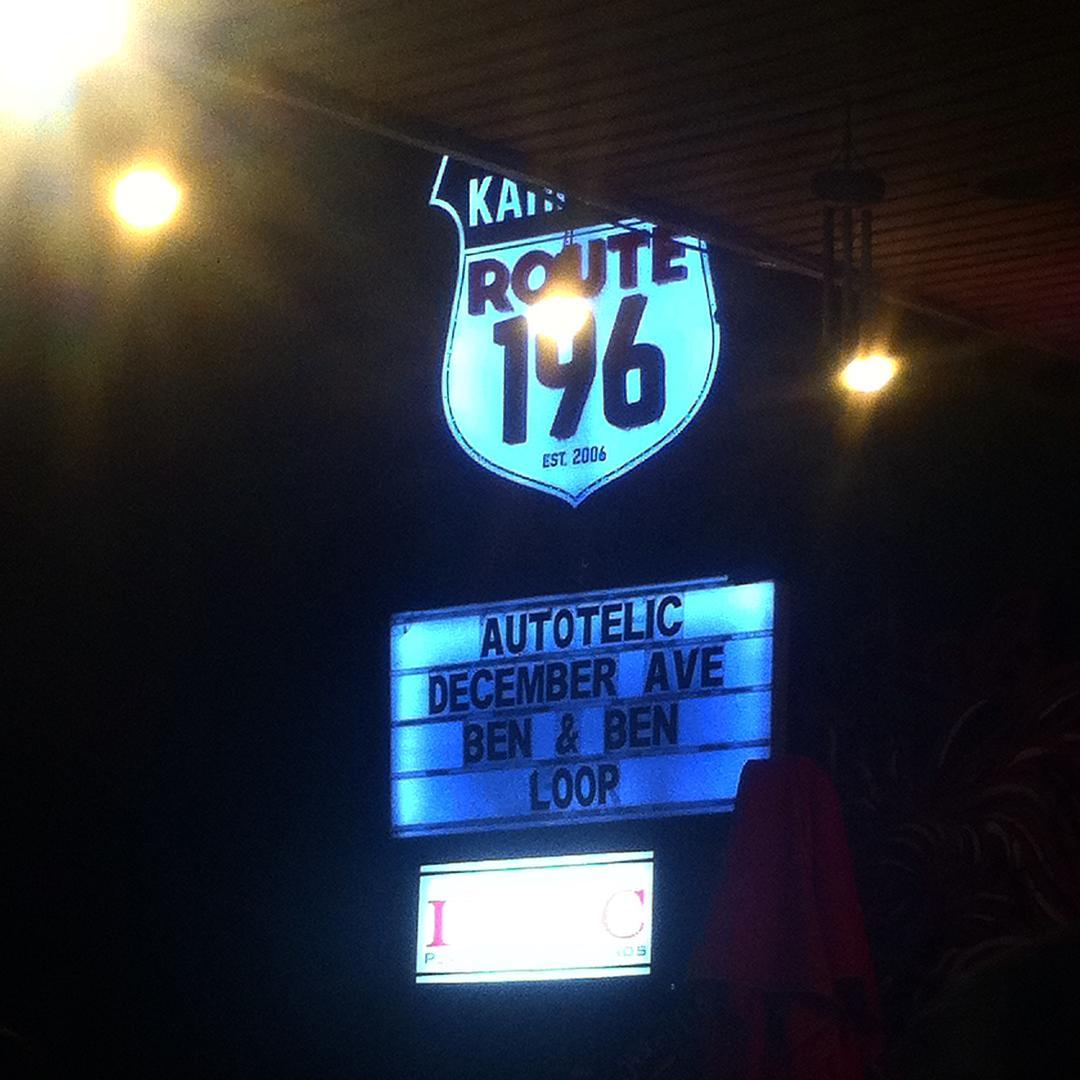 ROUTE
196
EST. 2006
AUTOTELIC
DECEMBER AVE
BEN & BEN
LOOP